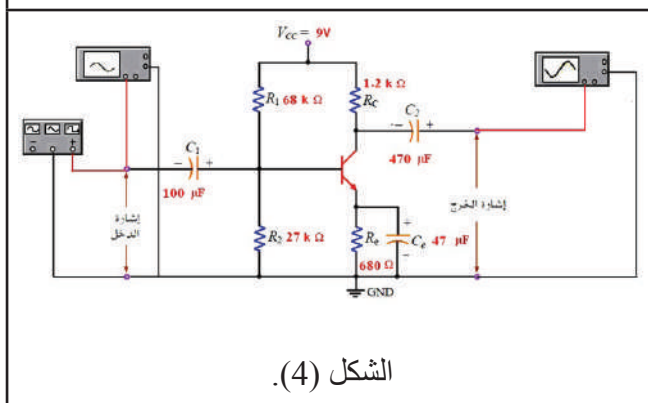 Vcc = 9V
R1 68 k Ω
1.2 k Ω
RC
C2
− +
470 μF
C1
− +
100 μF
− +
إشارة
الدخل
إشارة الخرج
R2 27 k Ω
Re
680 Ω
+
Ce 47 μF
−
GND
الشكل (4).